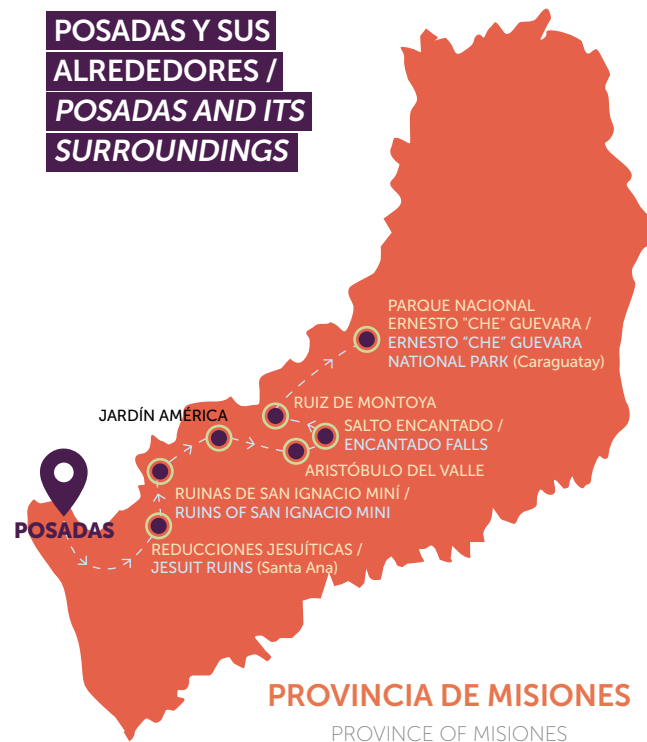 POSADAS Y SUS
ALREDEDORES /
POSADAS AND ITS
SURROUNDINGS
PARQUE NACIONAL
ERNESTO "CHE" GUEVARA /
ERNESTO “CHE” GUEVARA
NATIONAL PARK (Caraguatay)
RUIZ DE MONTOYA
JARDÍN AMÉRICA
SALTO ENCANTADO /
ENCANTADO FALLS
ARISTÓBULO DEL VALLE
RUINAS DE SAN IGNACIO MINÍ /
RUINS OF SAN IGNACIO MINI
POSADAS
REDUCCIONES JESUÍTICAS /
JESUIT RUINS (Santa Ana)
PROVINCIA DE MISIONES
PROVINCE OF MISIONES